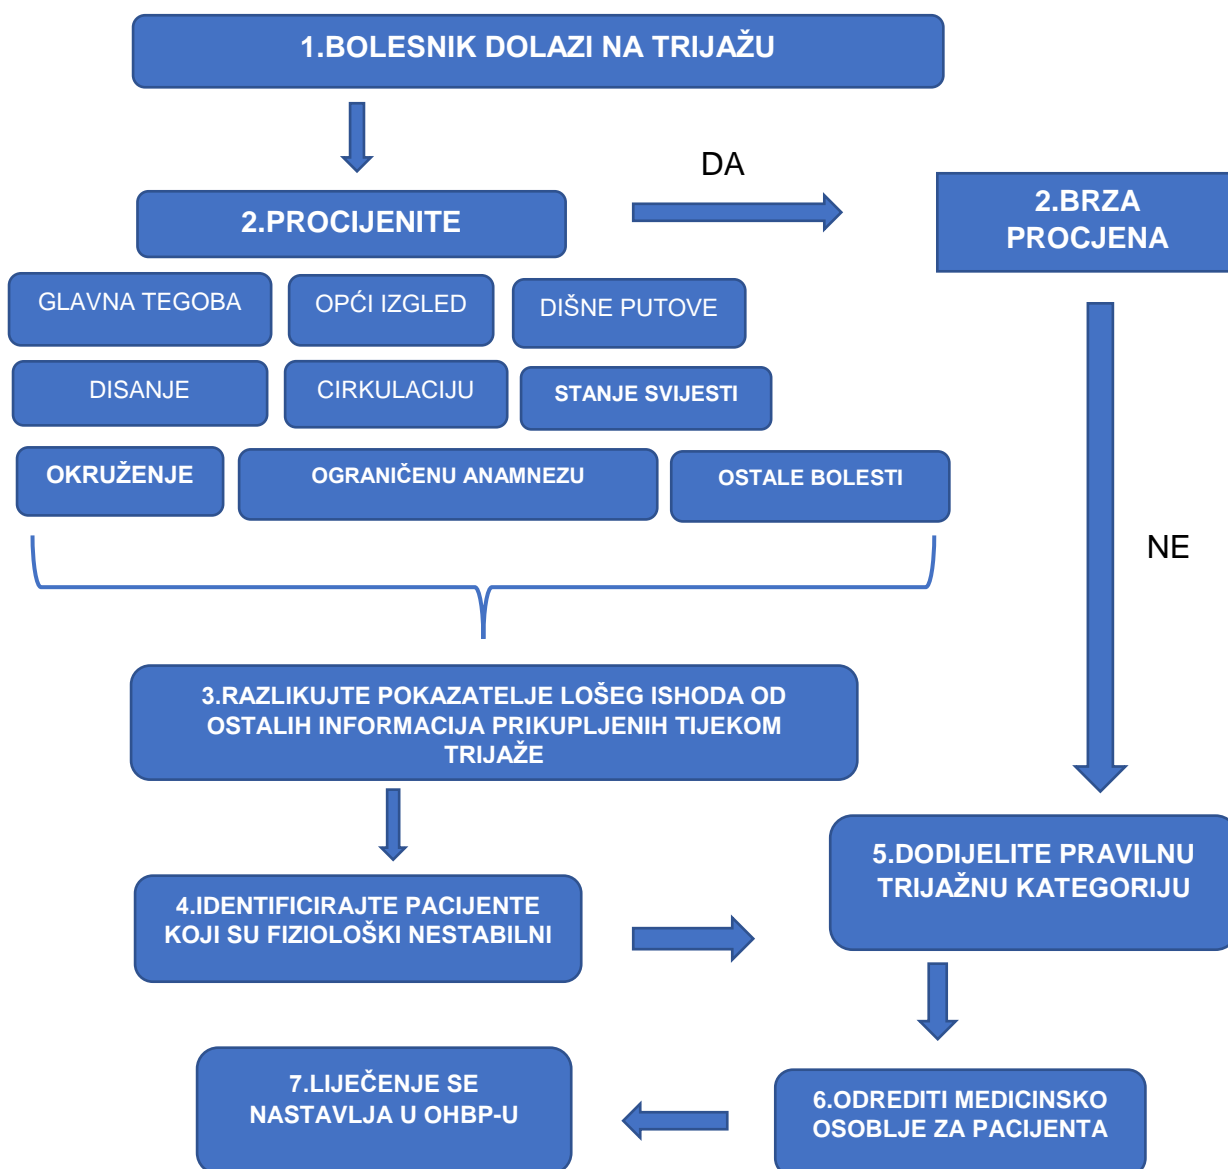 1.BOLESNIK DOLAZI NA TRIJAŽU
DA
2.PROCIJENITE
2.BRZA
PROCJENA
GLAVNA TEGOBA
OPĆI IZGLED
DIŠNE PUTOVE
DISANJE
CIRKULACIJU
STANJE SVIJESTI
OKRUŽENJE
OGRANIČENU ANAMNEZU
OSTALE BOLESTI
NE
3.RAZLIKUJTE POKAZATELJE LOŠEG ISHODA OD
OSTALIH INFORMACIJA PRIKUPLJENIH TIJEKOM
TRIJAŽE
4.IDENTIFICIRAJTE PACIJENTE
KOJI SU FIZIOLOŠKI NESTABILNI
5.DODIJELITE PRAVILNU
TRIJAŽNU KATEGORIJU
6.ODREDITI MEDICINSKO
OSOBLJE ZA PACIJENTA
7.LIJEČENJE SE
NASTAVLJA U OHBP-U